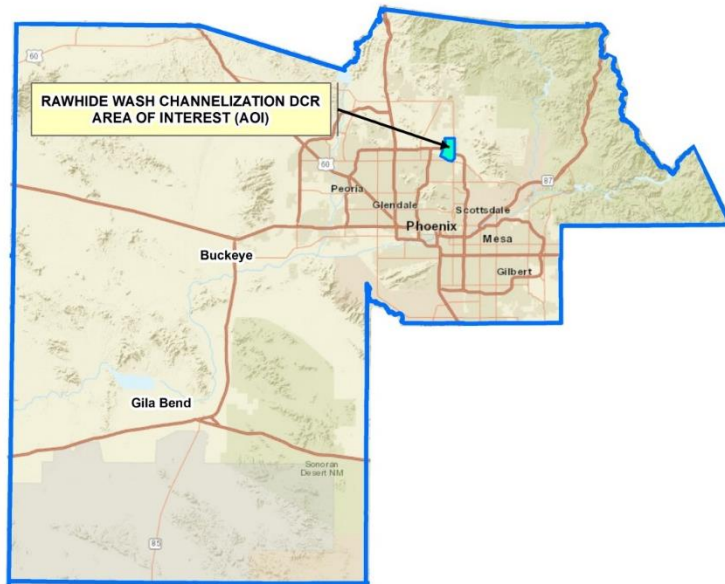 60
RAWHIDE WASH CHANNELIZATION DCR
AREA OF INTEREST (AOI)
60
87
Peoria
Glendale
Scottsdale
Phoenix
Mesa
Buckeye
Gilbert
Gila Bend
Sonoran
Desert NM
85